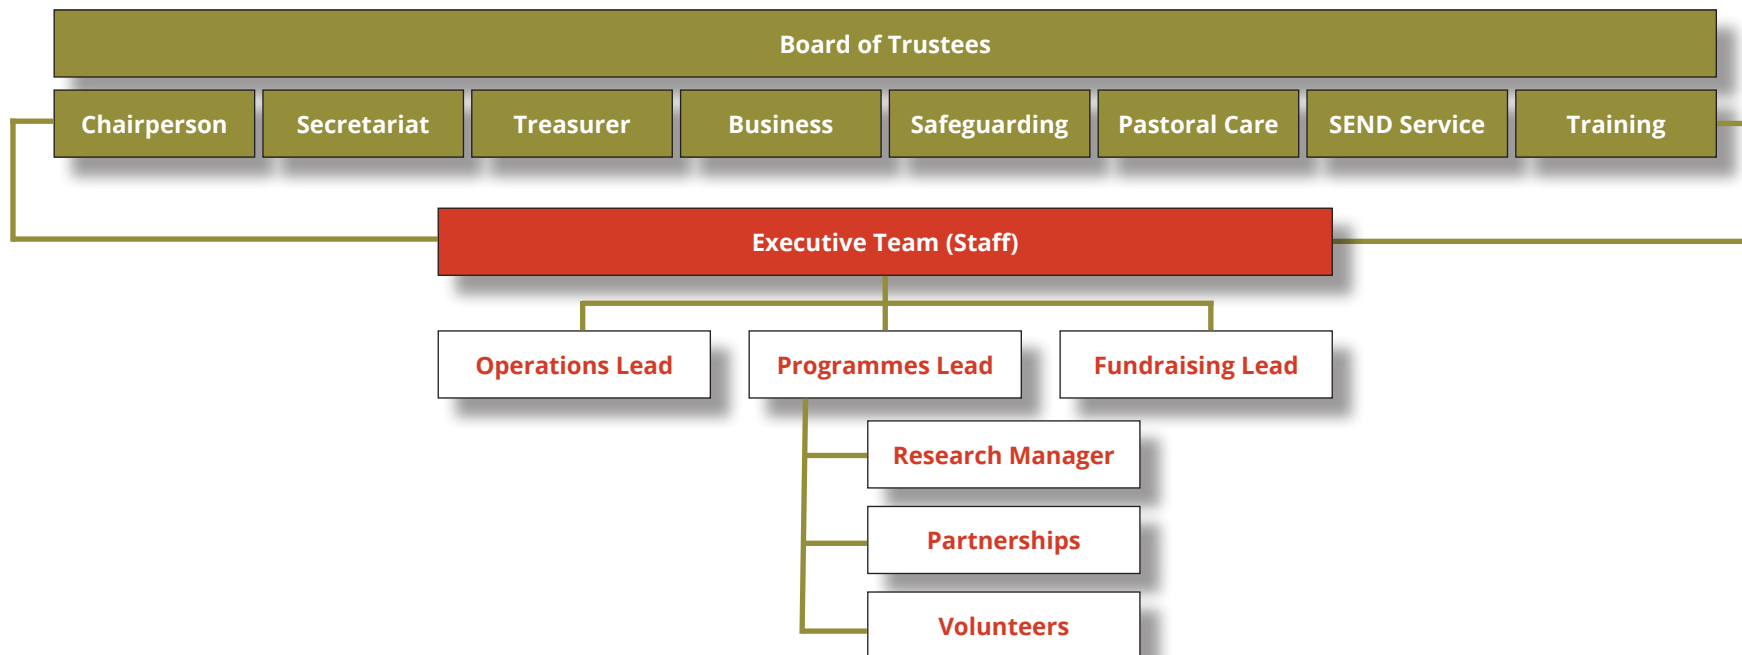 Board of Trustees
Chairperson
Secretariat
Treasurer
Business
Safeguarding
Pastoral Care
SEND Service
Training
Executive Team (Staff)
Operations Lead
Programmes Lead
Fundraising Lead
Research Manager
Partnerships
Volunteers